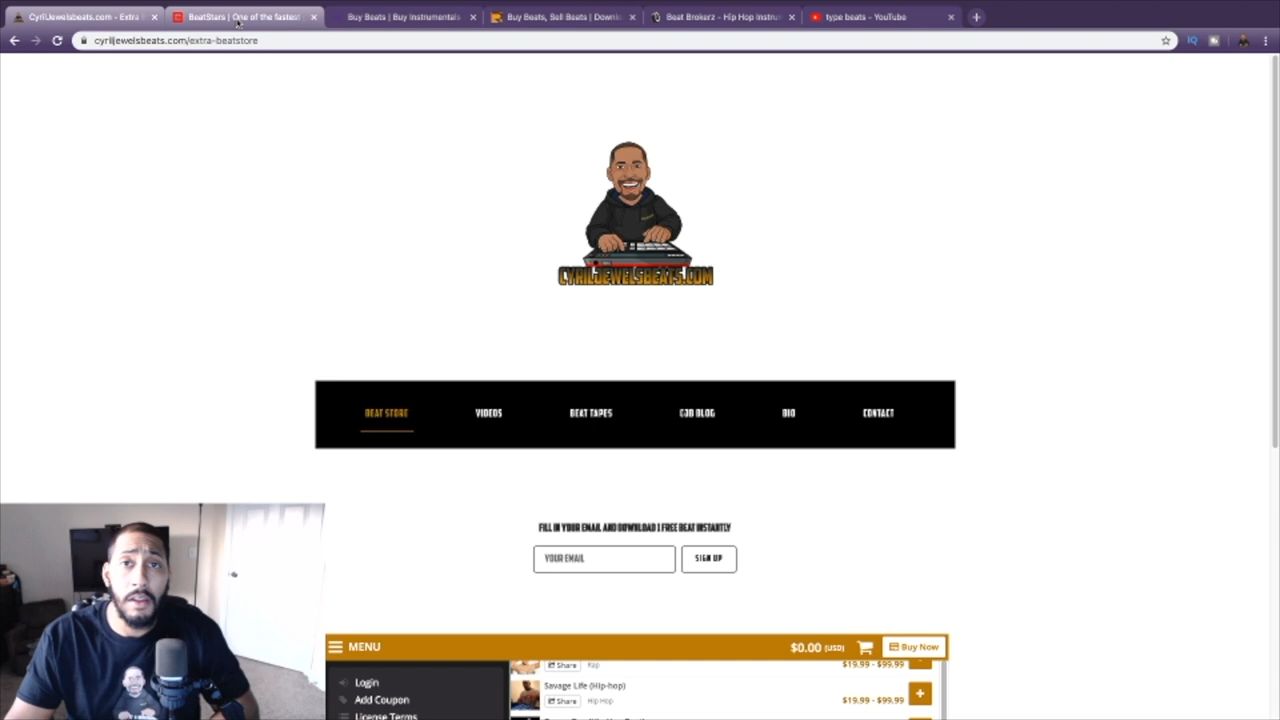 CyrilJewelsbeats.com - Extra
BeatStars | One of the fastest
Buy Beats | Buy Instrumentals
Buy Beats, Sell Beats | Downlo
Beat Brokerz - Hip Hop Instru
type beats - YouTube
cyriljewelsbeats.com/extra-beatstore
IQ
CYRILJEWELSBEATS.COM
BEAT STORE
VIDEOS
BEAT TAPES
CJB BLOG
BIO
CONTACT
FILL IN YOUR EMAIL AND DOWNLOAD 1 FREE BEAT INSTANTLY
YOUR EMAIL
SIGN UP
MENU
$0.00 (USD)
Buy Now
Login
Add Coupon
License Terms
Share
Rap
$19.99 - $99.99
Savage Life (Hip-hop)
Share
Hip Hop
$19.99 - $99.99